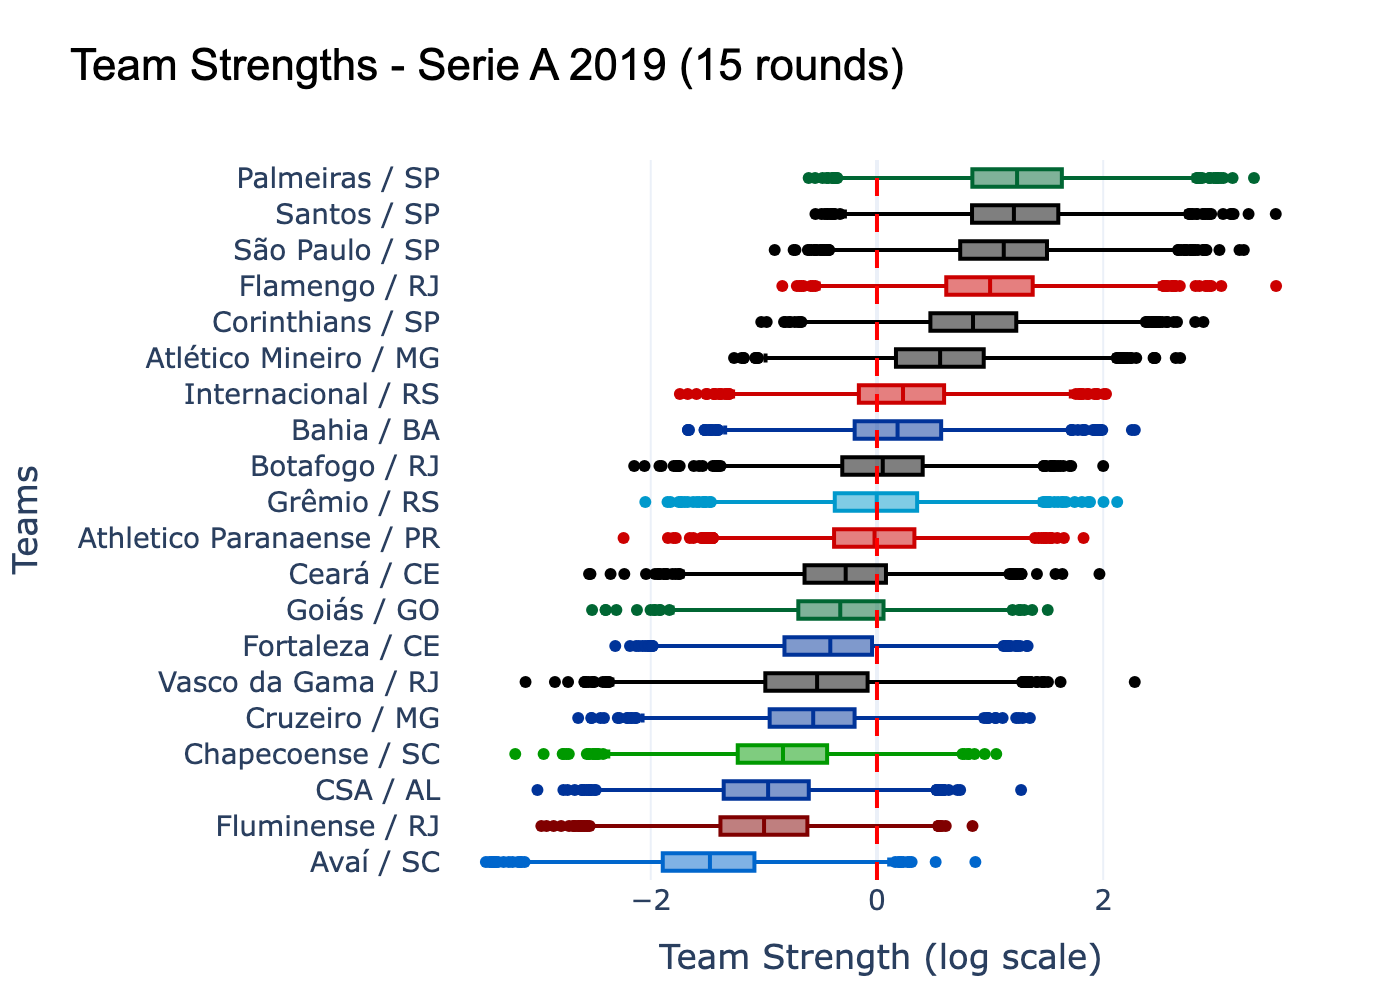 Team Strengths - Serie A 2019 (15 rounds)
Teams
Palmeiras / SP
Santos / SP
São Paulo / SP
Flamengo / RJ
Corinthians / SP
Atlético Mineiro / MG
Internacional / RS
Bahia / BA
Botafogo / RJ
Grêmio / RS
Athletico Paranaense / PR
Ceará / CE
Goiás / GO
Fortaleza / CE
Vasco da Gama / RJ
Cruzeiro / MG
Chapecoense / SC
CSA / AL
Fluminense / RJ
Avaí / SC
−2 0 2
Team Strength (log scale)